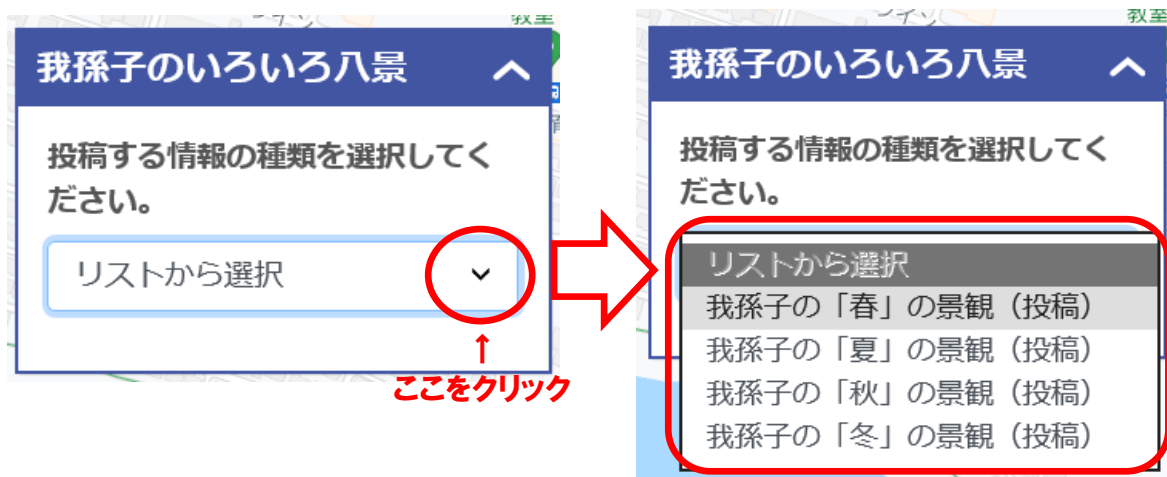 教室
我孫子のいろいろ八景
投稿する情報の種類を選択してく
ださい。
リストから選択
↑
ここをクリック
教室
我孫子のいろいろ八景
投稿する情報の種類を選択してく
ださい。
リストから選択
我孫子の「春」の景観（投稿）
我孫子の「夏」の景観（投稿）
我孫子の「秋」の景観（投稿）
我孫子の「冬」の景観（投稿）